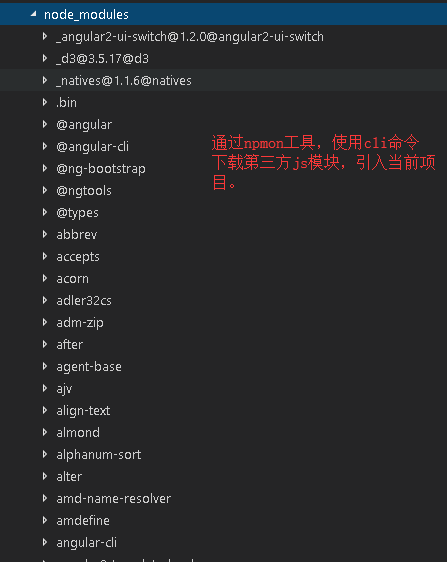 node_modules
_angular2-ui-switch@1.2.0@angular2-ui-switch
_d3@3.5.17@d3
_natives@1.1.6@natives
.bin
@angular
@angular-cli
@ng-bootstrap
@ngtools
@types
abbrev
accepts
acorn
adler32cs
adm-zip
after
agent-base
ajv
align-text
almond
alphanum-sort
alter
amd-name-resolver
amdefine
angular-cli
通过npmon工具，使用cli命令
下载第三方js模块，引入当前项
目。